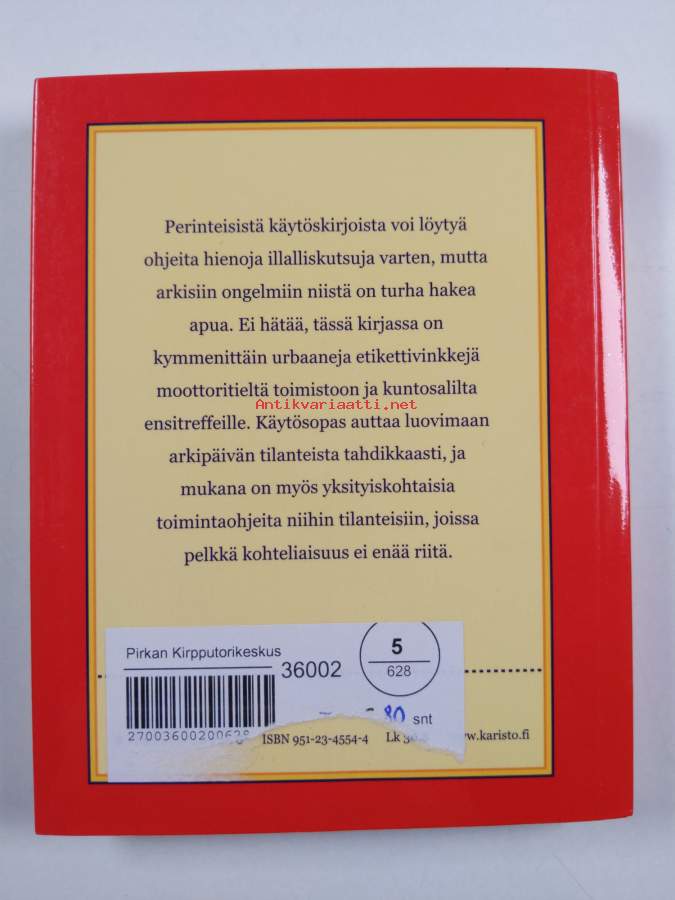 Perinteisistä käytöskirjoista voi löytyä
ohjeita hienoja illalliskutsuja varten, mutta
arkisiin ongelmiin niistä on turha hakea
apua. Ei hätää, tässä kirjassa on
kymmenittäin urbaaneja etikettivinkkejä
moottoritieltä toimistoon ja kuntosalilta
Antikvariaatti.net
ensitreffeille. Käytösopas auttaa luovimaan
arkipäivän tilanteista tahdikkaasti, ja
mukana on myös yksityiskohtaisia
toimintaohjeita niihin tilanteisiin, joissa
pelkkä kohteliaisuus ei enää riitä.
Pirkan Kirpputorikeskus
36002
5
628
80 snt
27003600200628
ISBN 951-23-4554-4 Lk www.karisto.fi